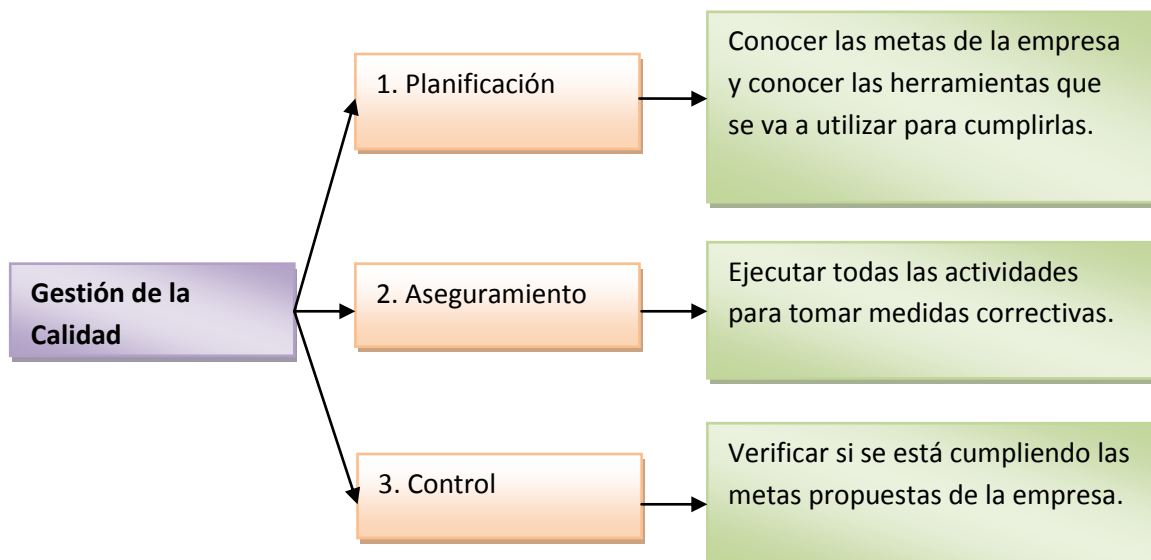 Gestión de la
Calidad
1. Planificación
Conocer las metas de la empresa
y conocer las herramientas que
se va a utilizar para cumplirlas.
2. Aseguramiento
Ejecutar todas las actividades
para tomar medidas correctivas.
3. Control
Verificar si se está cumpliendo las
metas propuestas de la empresa.